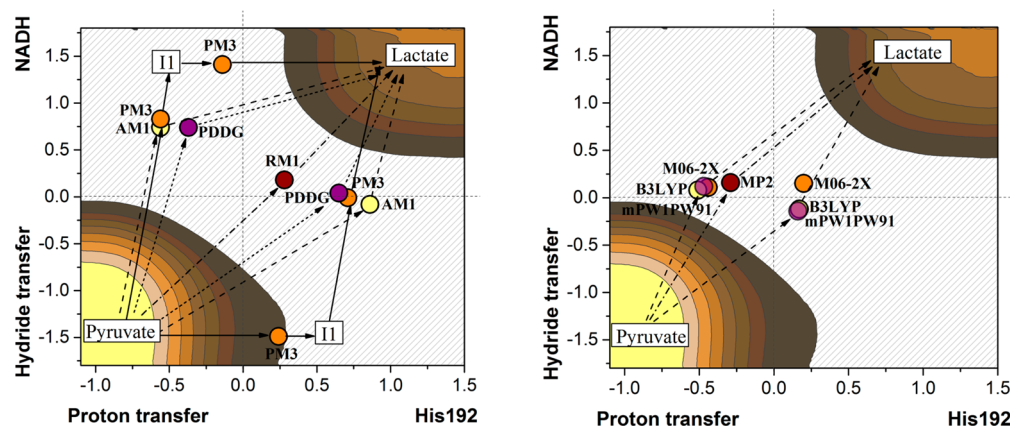 NADH
Hydride transfer
1.5
1.0
0.5
0.0
-0.5
-1.0
-1.5
PM3
I1
Lactate
PM3
AM1
PDDG
RM1
PDDG
PM3
AM1
Pyruvate
PM3
I1
-1.0
-0.5
0.0
0.5
1.0
1.5
Proton transfer
His192
NADH
Hydride transfer
1.5
1.0
0.5
0.0
-0.5
-1.0
-1.5
Lactate
M06-2X
B3LYP
mPW1PW91
MP2
M06-2X
B3LYP
mPW1PW91
Pyruvate
-1.0
-0.5
0.0
0.5
1.0
1.5
Proton transfer
His192